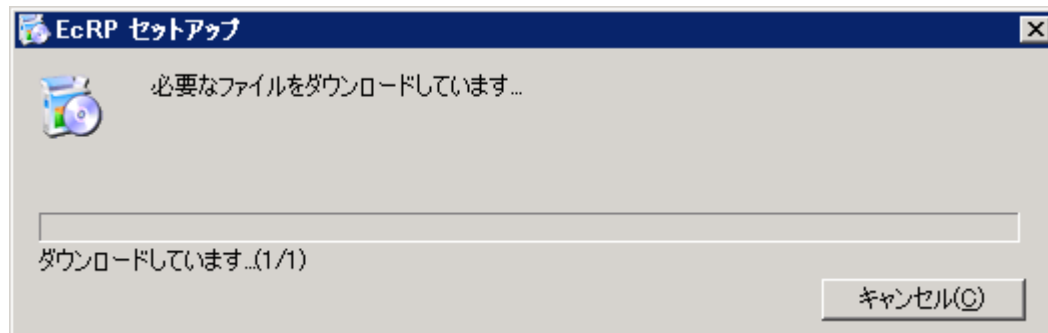 EcRP セットアップ
必要なファイルをダウンロードしています...
ダウンロードしています...(1/1)
キャンセル(C)